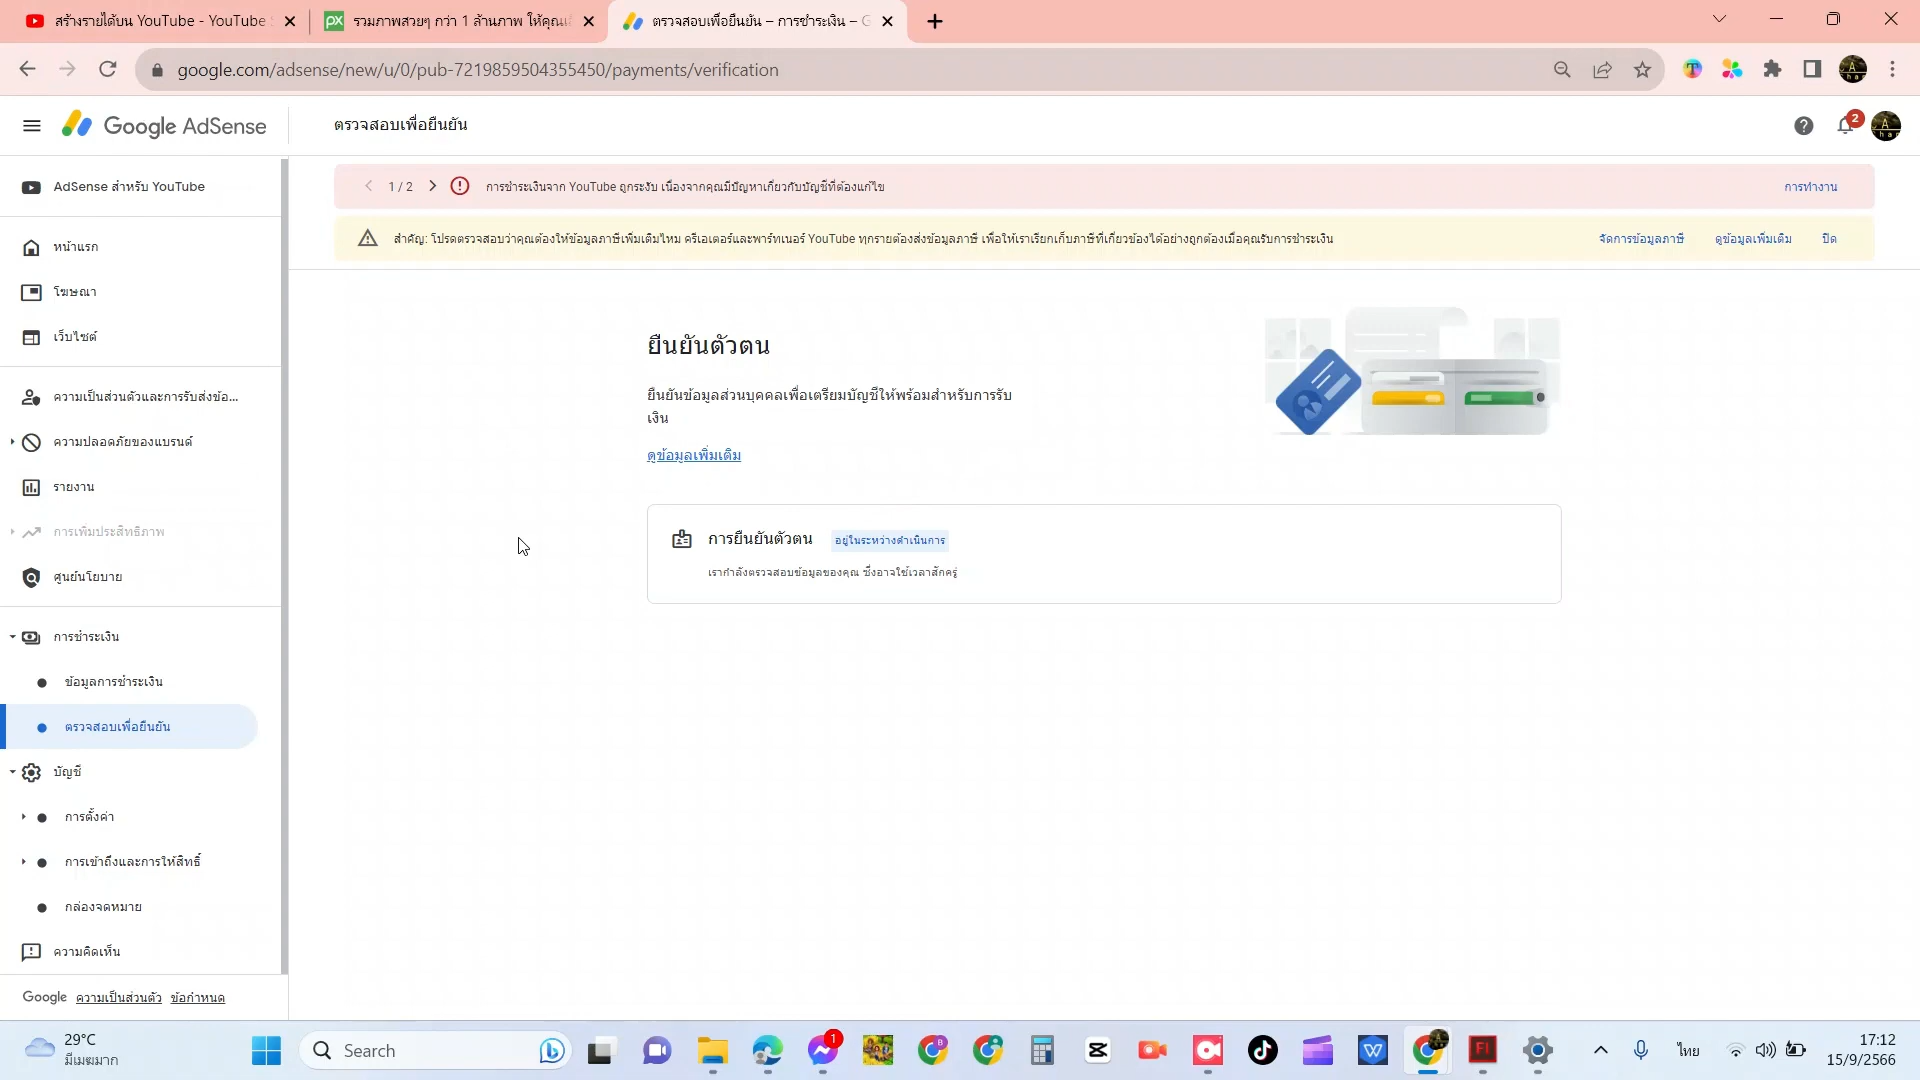 สร้างรายได้บน YouTube - YouTube S
รวมภาพสวยๆ กว่า 1 ล้านภาพ ให้คุณ
ตรวจสอบเพื่อยืนยัน – การชำระเงิน – G
google.com/adsense/new/u/0/pub-7219859504355450/payments/verification
Google AdSense
ตรวจสอบเพื่อยืนยัน
2
AdSense สำหรับ YouTube
หน้าแรก
โฆษณา
เว็บไซต์
ความเป็นส่วนตัวและการรับส่งข้อ...
ความปลอดภัยของแบรนด์
รายงาน
การเพิ่มประสิทธิภาพ
ศูนย์นโยบาย
การชำระเงิน
ข้อมูลการชำระเงิน
ตรวจสอบเพื่อยืนยัน
บัญชี
การตั้งค่า
การเข้าถึงและการให้สิทธิ์
กล่องจดหมาย
ความคิดเห็น
Google ความเป็นส่วนตัว ข้อกำหนด
1 / 2 การชำระเงินจาก YouTube ถูกระงับ เนื่องจากคุณมีปัญหาเกี่ยวกับบัญชีที่ต้องแก้ไข การทำงาน
สำคัญ: โปรดตรวจสอบว่าคุณต้องให้ข้อมูลภาษีเพิ่มเติมไหม ครีเอเตอร์และพาร์ทเนอร์ YouTube ทุกรายต้องส่งข้อมูลภาษี เพื่อให้เราเรียกเก็บภาษีที่เกี่ยวข้องได้อย่างถูกต้องเมื่อคุณรับการชำระเงิน จัดการข้อมูลภาษี ดูข้อมูลเพิ่มเติม ปิด
ยืนยันตัวตน
ยืนยันข้อมูลส่วนบุคคลเพื่อเตรียมบัญชีให้พร้อมสำหรับการรับ
เงิน
ดูข้อมูลเพิ่มเติม
การยืนยันตัวตน อยู่ในระหว่างดำเนินการ
เรากำลังตรวจสอบข้อมูลของคุณ ซึ่งอาจใช้เวลาสักครู่
29°C
มีเมฆมาก
Search
1
ไทย
17:12
15/9/2566